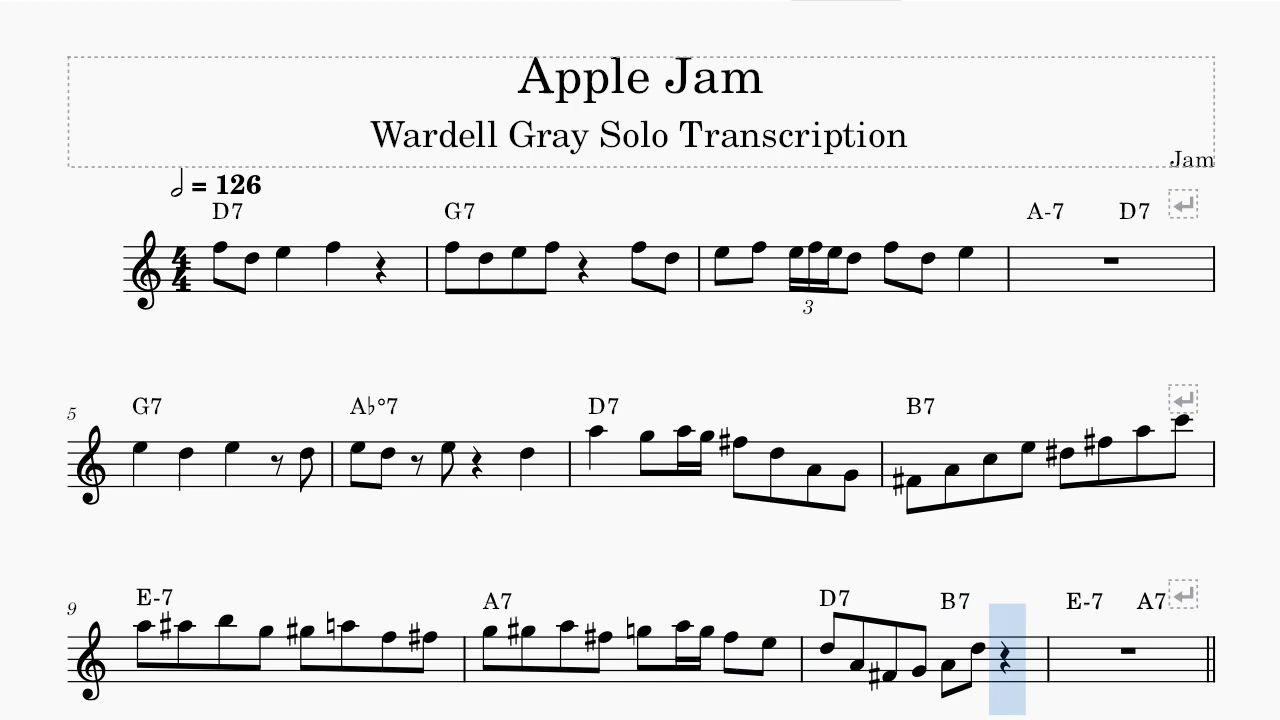 Apple Jam
Wardell Gray Solo Transcription
Jam
= 126
D7 G7 A-7 D7
4
4
3
5
G7 A♭°7 D7 B7
9
E-7 A7 D7 B7 E-7 A7